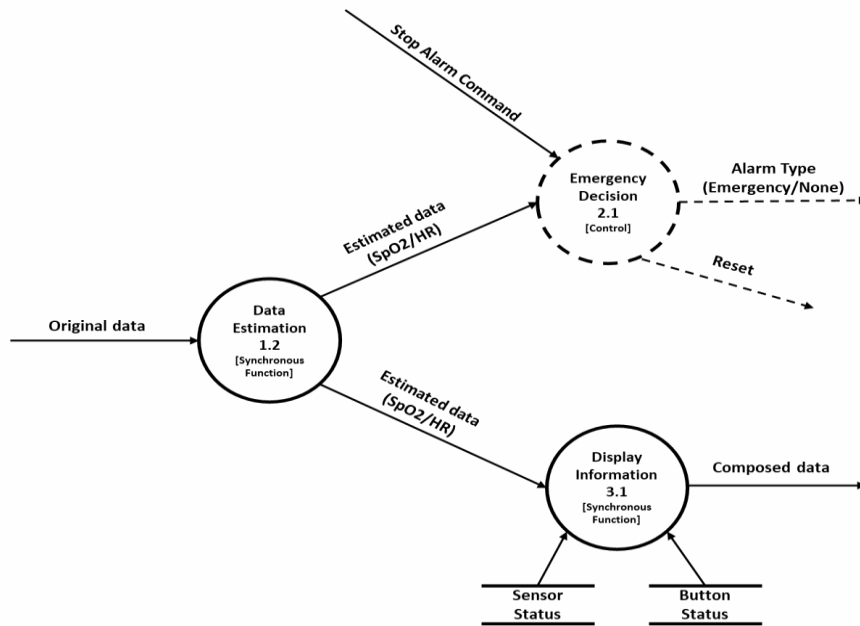 Stop Alarm Command
Emergency
Decision
2.1
[Control]
Alarm Type
(Emergency/None)
Reset
Estimated data
(SpO2/HR)
Original data
Data
Estimation
1.2
[Synchronous
Function]
Estimated data
(SpO2/HR)
Display
Information
3.1
[Synchronous
Function]
Composed data
Sensor
Status
Button
Status